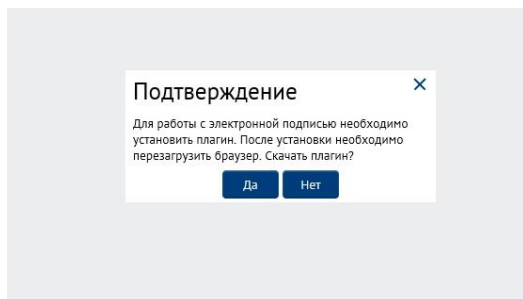 Подтверждение
Для работы с электронной подписью необходимо
установить плагин. После установки необходимо
перезагрузить браузер. Скачать плагин?
Да Нет